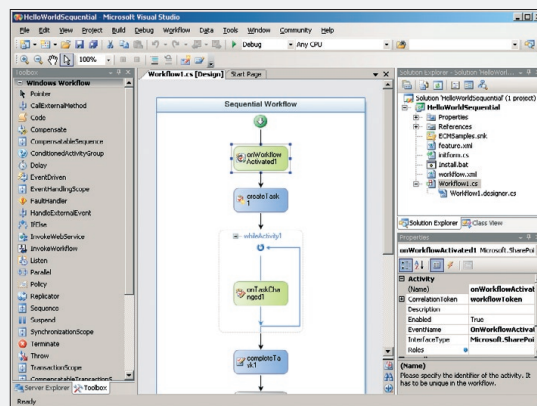 HelloWorldSequential - Microsoft Visual Studio
File Edit View Project Build Debug Workflow Data Tools Window Community Help
Debug Any CPU
100%
Toolbox
Windows Workflow
Pointer
CallExternalMethod
Code
Compensate
CompensatableSequence
ConditionedActivityGroup
Delay
EventDriven
EventHandlingScope
FaultHandler
HandleExternalEvent
IfElse
InvokeWebService
InvokeWorkflow
Listen
Parallel
Policy
Replicator
Sequence
Suspend
SynchronizationScope
Terminate
Throw
TransactionScope
CompensatableTransactionS
Server Explorer Toolbox
Ready
Workflow1.cs [Design] Start Page
Sequential Workflow
onWorkflow
Activated1
createTask
1
whileActivity1
onTaskCha
nged1
completeTa
sk1
Solution Explorer - Solution 'HelloWorl...
Solution 'HelloWorldSequential' (1 project)
HelloWorldSequential
Properties
References
ECMSamples.snk
feature.xml
initform.cs
install.bat
workflow.xml
Workflow1.cs
Workflow1.designer.cs
Solution Explorer Class View
Properties
onWorkflowActivated1 Microsoft.SharePoi
Activity
(Name) onWorkflowActivat
CorrelationToken workflowToken
Description
Enabled True
EventName OnWorkflowActivat
InterfaceType Microsoft.SharePoi
Roles
(Name)
Please specify the identifier of the activity. It
has to be unique in the workflow.